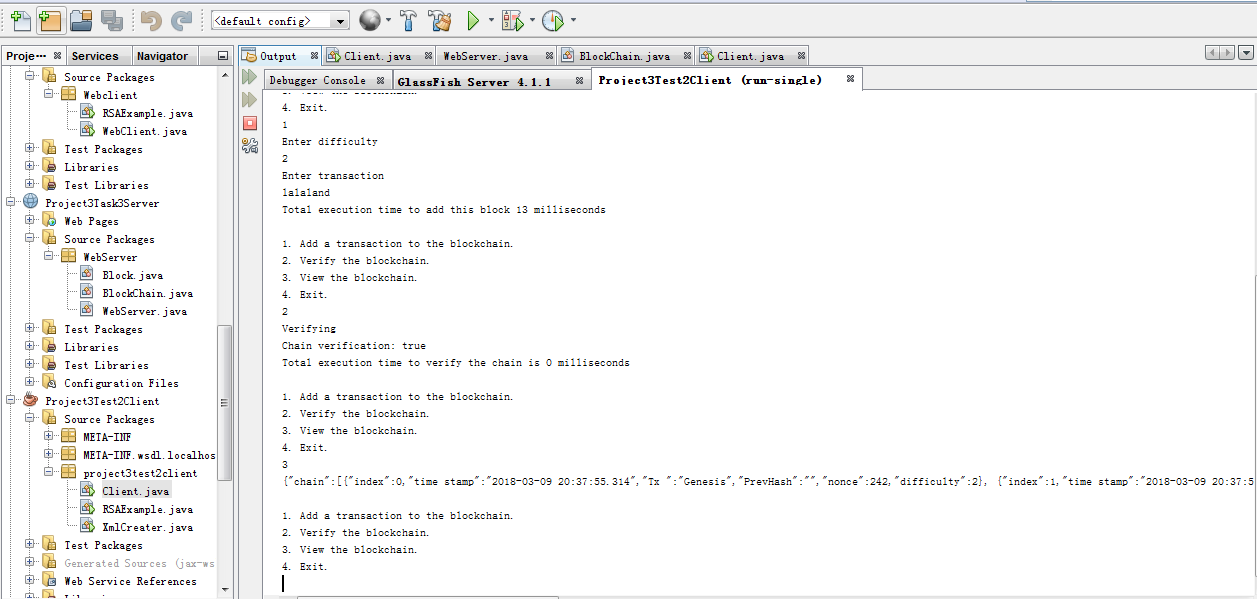 <default config>
Proje··· Services Navigator
Output Client.java WebServer.java BlockChain.java Client.java
Debugger Console GlassFish Server 4.1.1 Project3Test2Client (run-single)
Source Packages
Webclient
RSAExample.java
WebClient.java
Test Packages
Libraries
Test Libraries
Project3Task3Server
Web Pages
Source Packages
WebServer
Block.java
BlockChain.java
WebServer.java
Test Packages
Libraries
Test Libraries
Configuration Files
Project3Test2Client
Source Packages
META-INF
META-INF.wsdl.localhos
project3test2client
Client.java
RSAExample.java
XmlCreater.java
Test Packages
Generated Sources (jax-ws
Web Service References
3. View the blockchain.
4. Exit.
1
Enter difficulty
2
Enter transaction
lalaland
Total execution time to add this block 13 milliseconds
1. Add a transaction to the blockchain.
2. Verify the blockchain.
3. View the blockchain.
4. Exit.
2
Verifying
Chain verification: true
Total execution time to verify the chain is 0 milliseconds
1. Add a transaction to the blockchain.
2. Verify the blockchain.
3. View the blockchain.
4. Exit.
3
{"chain":[{"index":0,"time stamp":"2018-03-09 20:37:55.314","Tx ":"Genesis","PrevHash":"","nonce":242,"difficulty":2}, {"index":1,"time stamp":"2018-03-09 20:37:5
1. Add a transaction to the blockchain.
2. Verify the blockchain.
3. View the blockchain.
4. Exit.